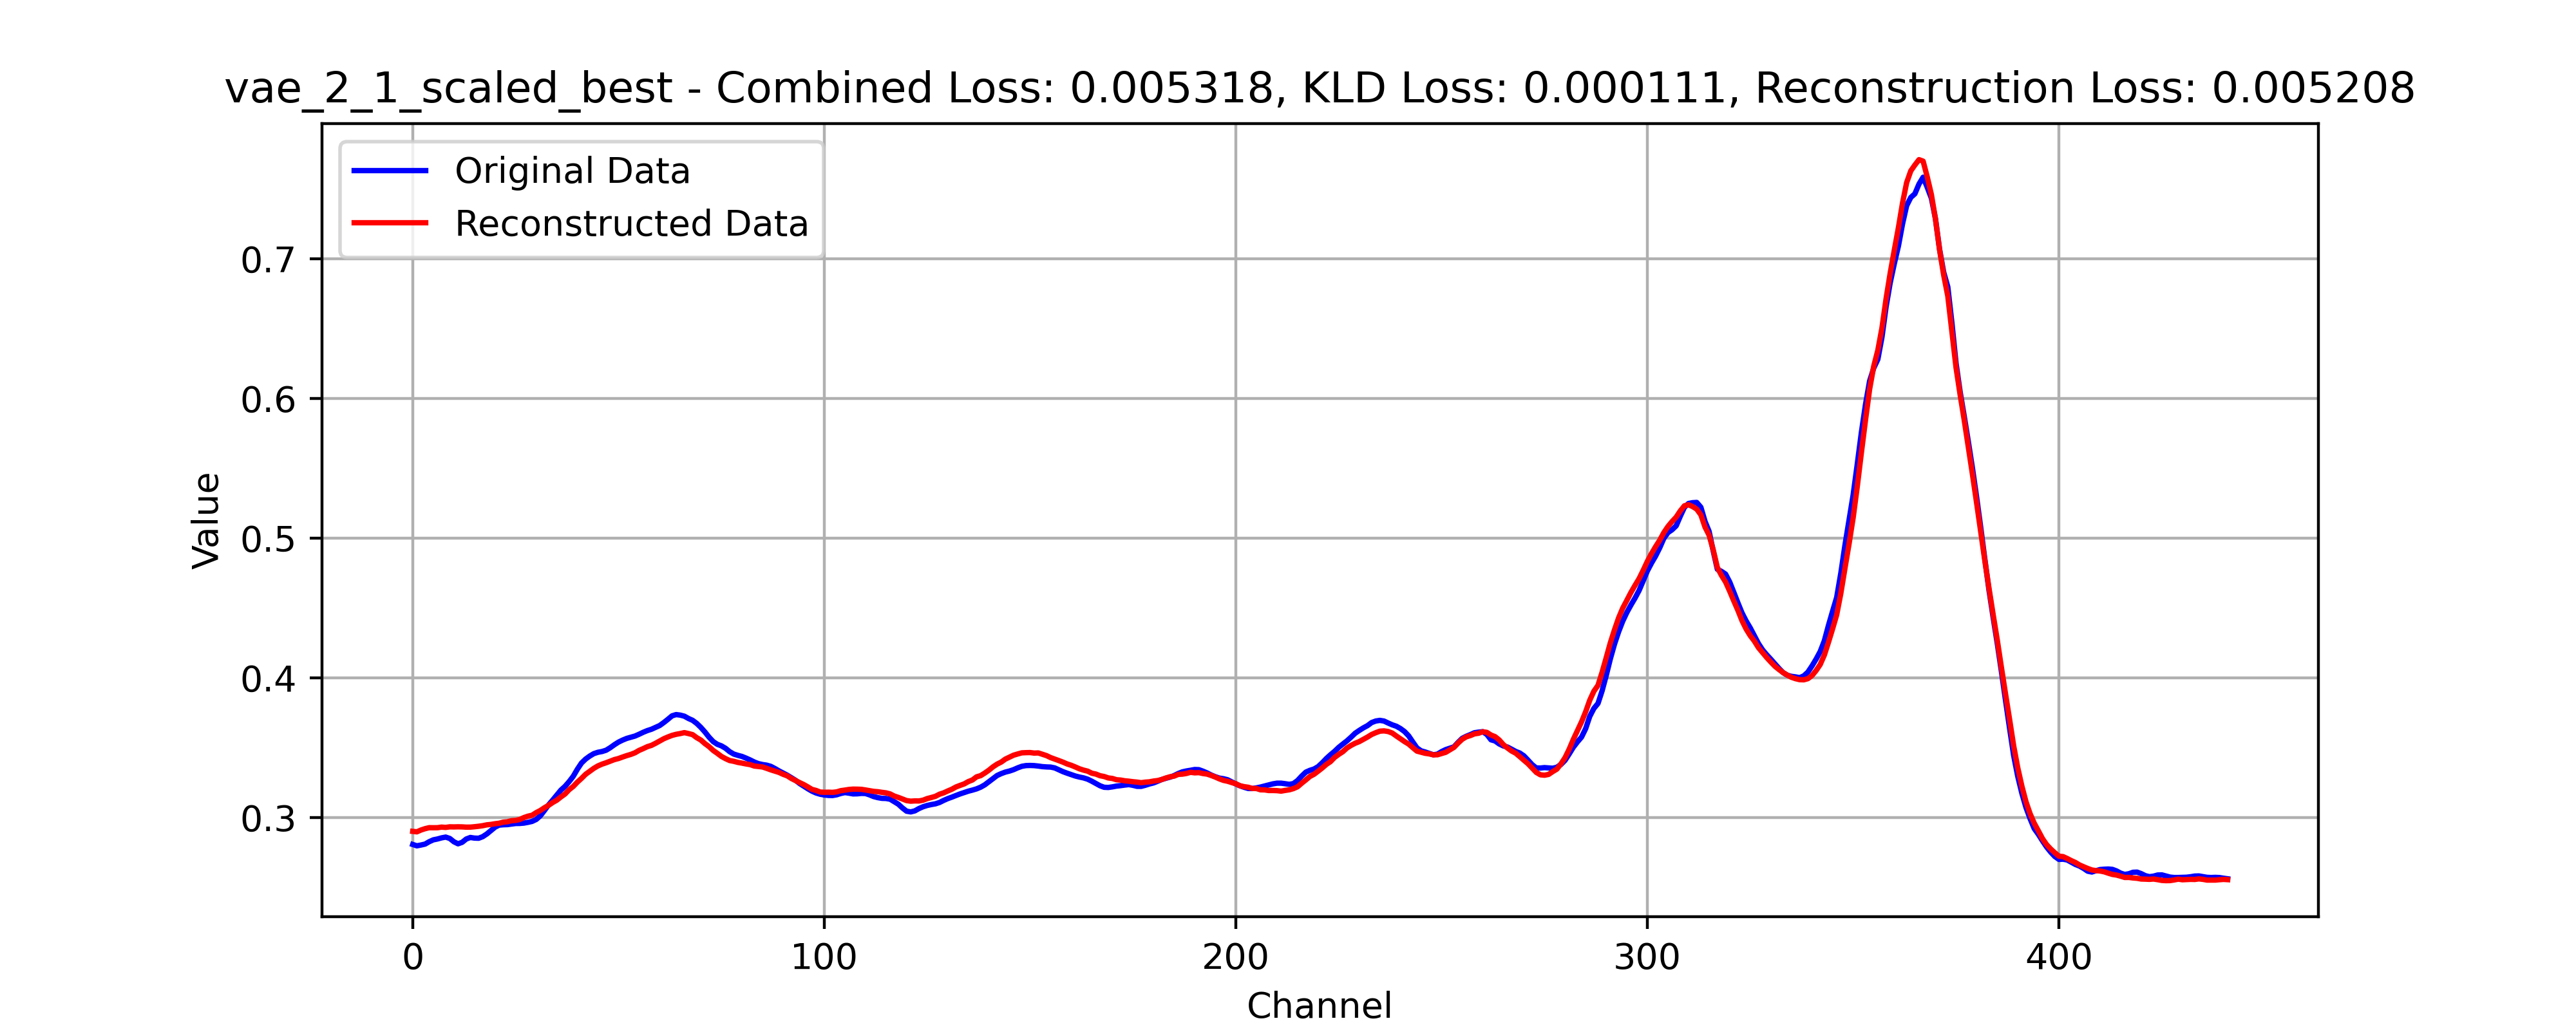 vae_2_1_scaled_best - Combined Loss: 0.005318, KLD Loss: 0.000111, Reconstruction Loss: 0.005208
Original Data
Reconstructed Data
0.7
0.6
0.5
0.4
0.3
Value
0 100 200 300 400
Channel